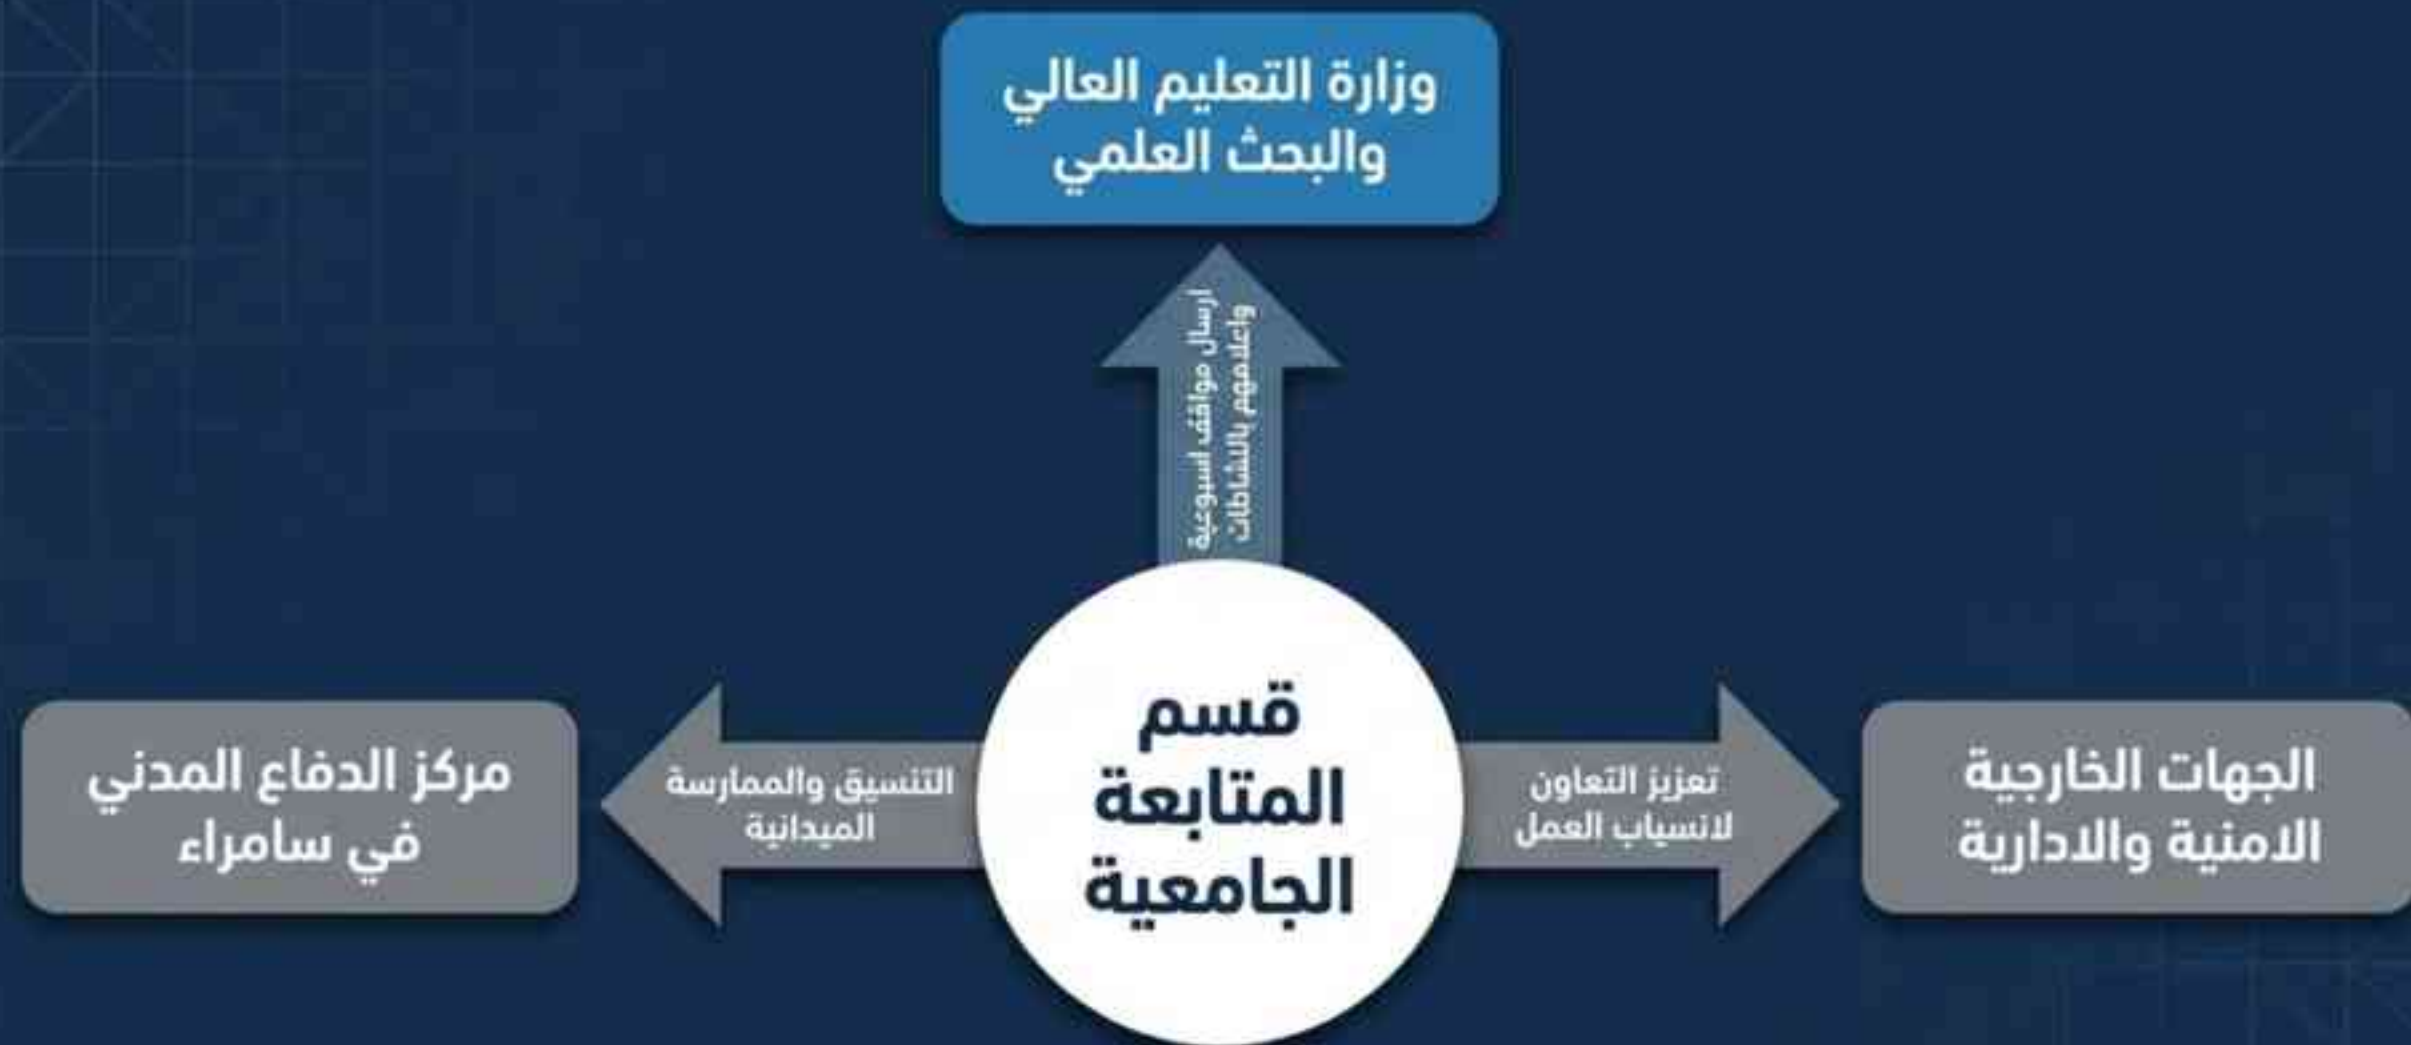 وزارة التعليم العالي
والبحث العلمي
ارسال مواقف اسبوعية
واعلامهم بالنشاطات
الجهات الخارجية
الامنية والادارية
تعزيز التعاون
لانسياب العمل
قسم
المتابعة
الجامعية
التنسيق والممارسة
الميدانية
مركز الدفاع المدني
في سامراء